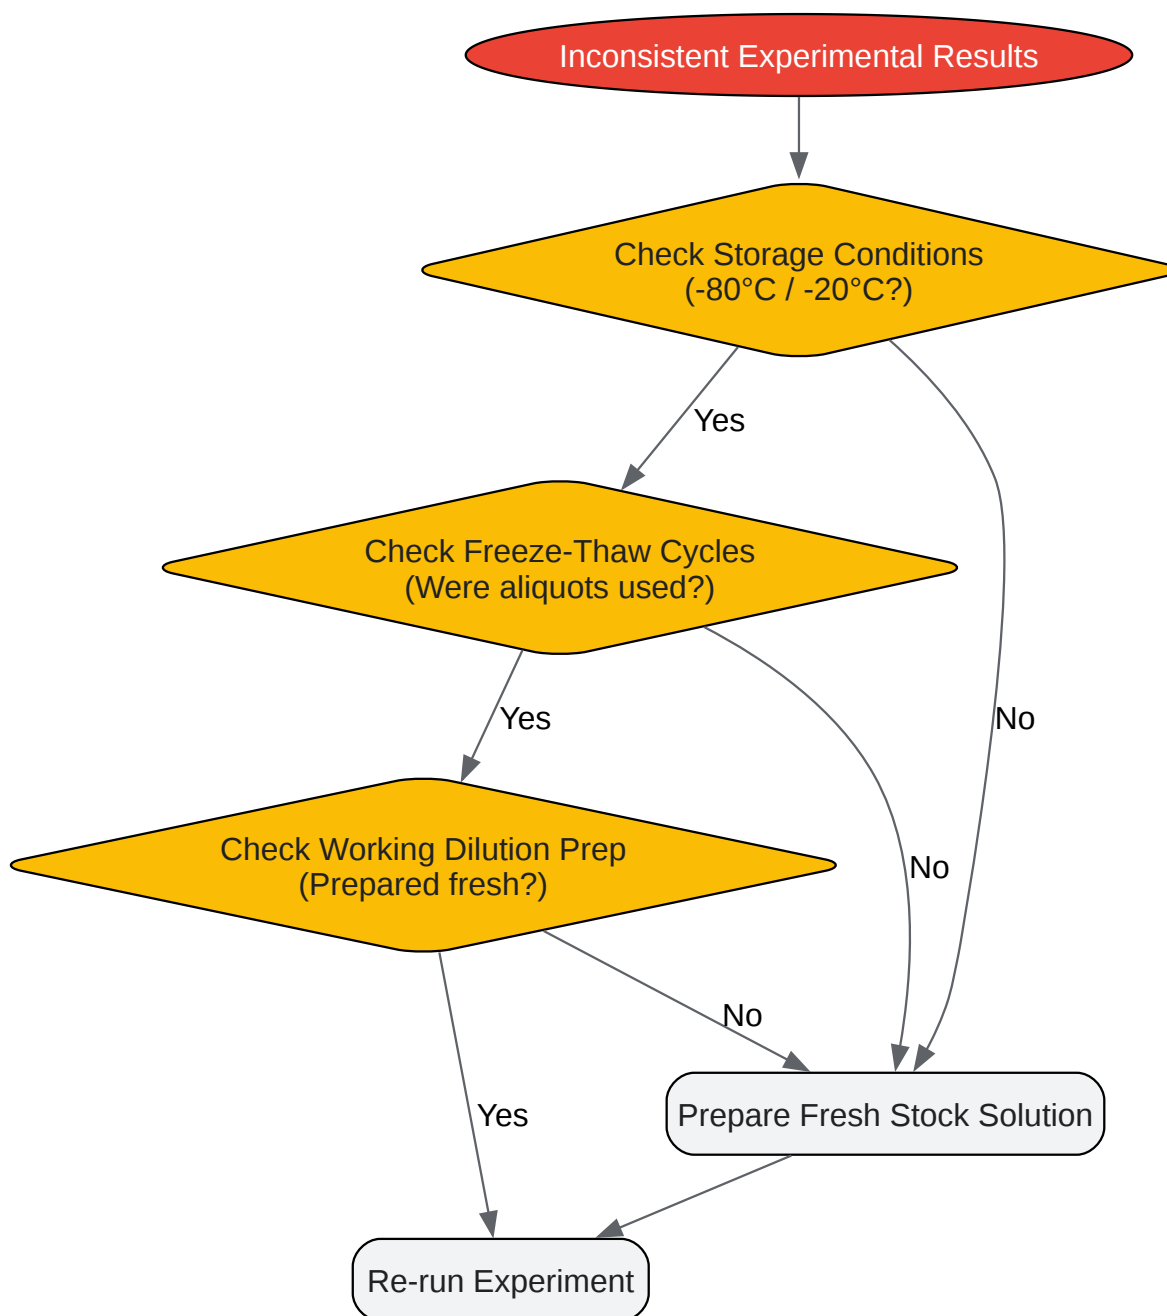 Inconsistent Experimental Results
Check Storage Conditions
(-80°C / -20°C?)
Yes
Check Freeze-Thaw Cycles
(Were aliquots used?)
Yes
No
Check Working Dilution Prep
(Prepared fresh?)
No
No
Yes
Prepare Fresh Stock Solution
Re-run Experiment